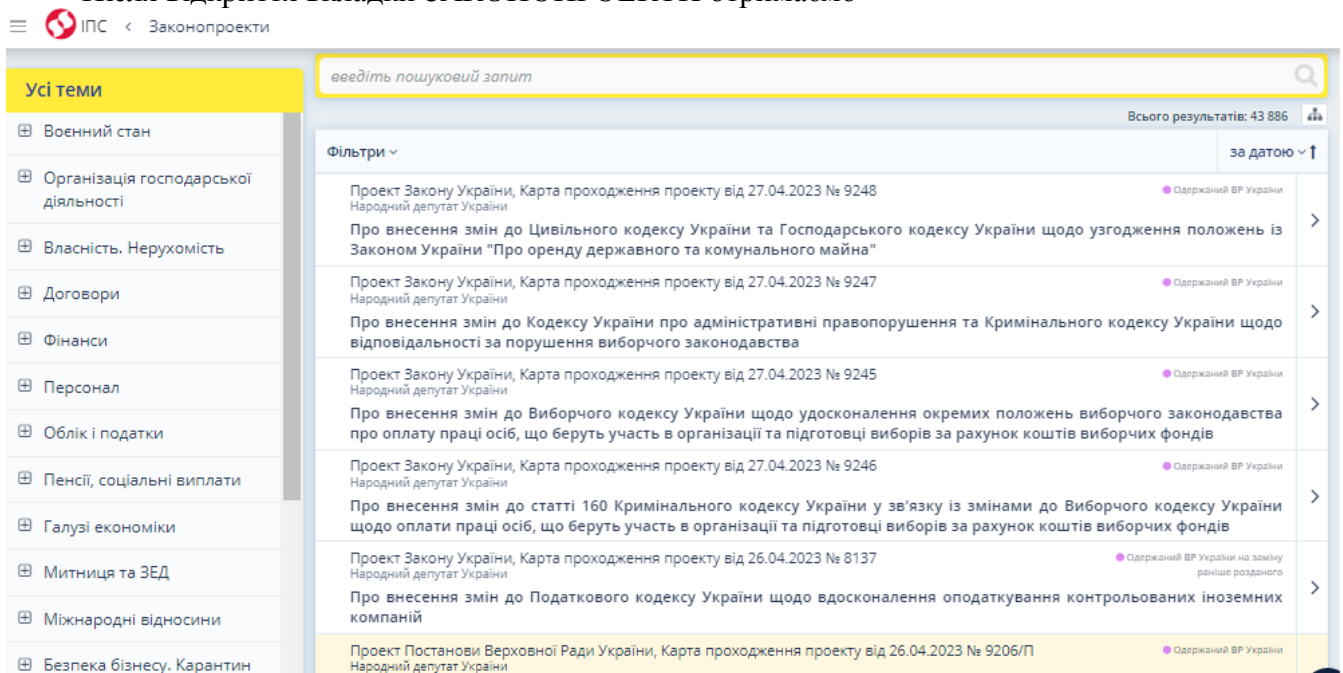 після відкриття вкладки ЗАКОНОПРОЕКТИ отримаємо
ІПС < Законопроекти
Усі теми
Воєнний стан
Організація господарської
діяльності
Власність. Нерухомість
Договори
Фінанси
Персонал
Облік і податки
Пенсії, соціальні виплати
Галузі економіки
Митниця та ЗЕД
Міжнародні відносини
Безпека бізнесу. Карантин
введіть пошуковий запит
Всього результатів: 43 886
Фільтри
за датою
Проект Закону України, Карта проходження проекту від 27.04.2023 № 9248
Одержаний ВР України
Народний депутат України
Про внесення змін до Цивільного кодексу України та Господарського кодексу України щодо узгодження положень із
Законом України "Про оренду державного та комунального майна"
Проект Закону України, Карта проходження проекту від 27.04.2023 № 9247
Одержаний ВР України
Народний депутат України
Про внесення змін до Кодексу України про адміністративні правопорушення та Кримінального кодексу України щодо
відповідальності за порушення виборчого законодавства
Проект Закону України, Карта проходження проекту від 27.04.2023 № 9245
Одержаний ВР України
Народний депутат України
Про внесення змін до Виборчого кодексу України щодо удосконалення окремих положень виборчого законодавства
про оплату праці осіб, що беруть участь в організації та підготовці виборів за рахунок коштів виборчих фондів
Проект Закону України, Карта проходження проекту від 27.04.2023 № 9246
Одержаний ВР України
Народний депутат України
Про внесення змін до статті 160 Кримінального кодексу України у зв'язку із змінами до Виборчого кодексу України
щодо оплати праці осіб, що беруть участь в організації та підготовці виборів за рахунок коштів виборчих фондів
Проект Закону України, Карта проходження проекту від 26.04.2023 № 8137
Одержаний ВР України на заміну
раніше розданого
Народний депутат України
Про внесення змін до Податкового кодексу України щодо вдосконалення оподаткування контрольованих іноземних
компаній
Проект Постанови Верховної Ради України, Карта проходження проекту від 26.04.2023 № 9206/П
Одержаний ВР України
Народний депутат України